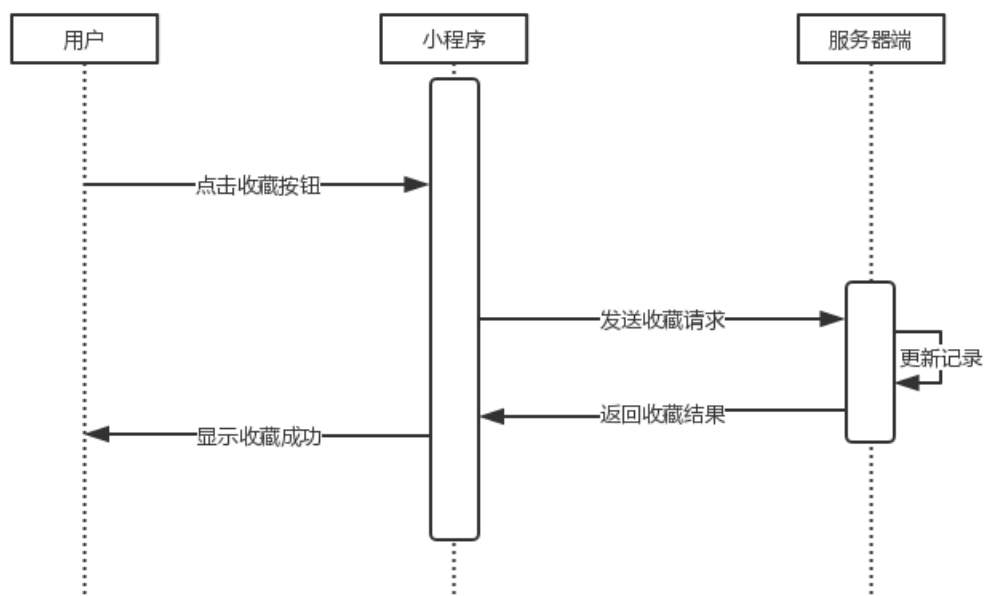 用户
小程序
服务器端
点击收藏按钮
发送收藏请求
更新记录
返回收藏结果
显示收藏成功